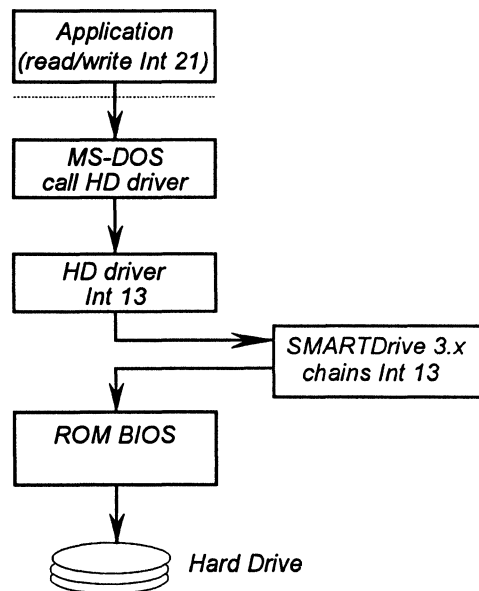 Application
(read/write Int 21)
MS-DOS
call HD driver
HD driver
Int 13
SMARTDrive 3.x
chains Int 13
ROM BIOS
Hard Drive